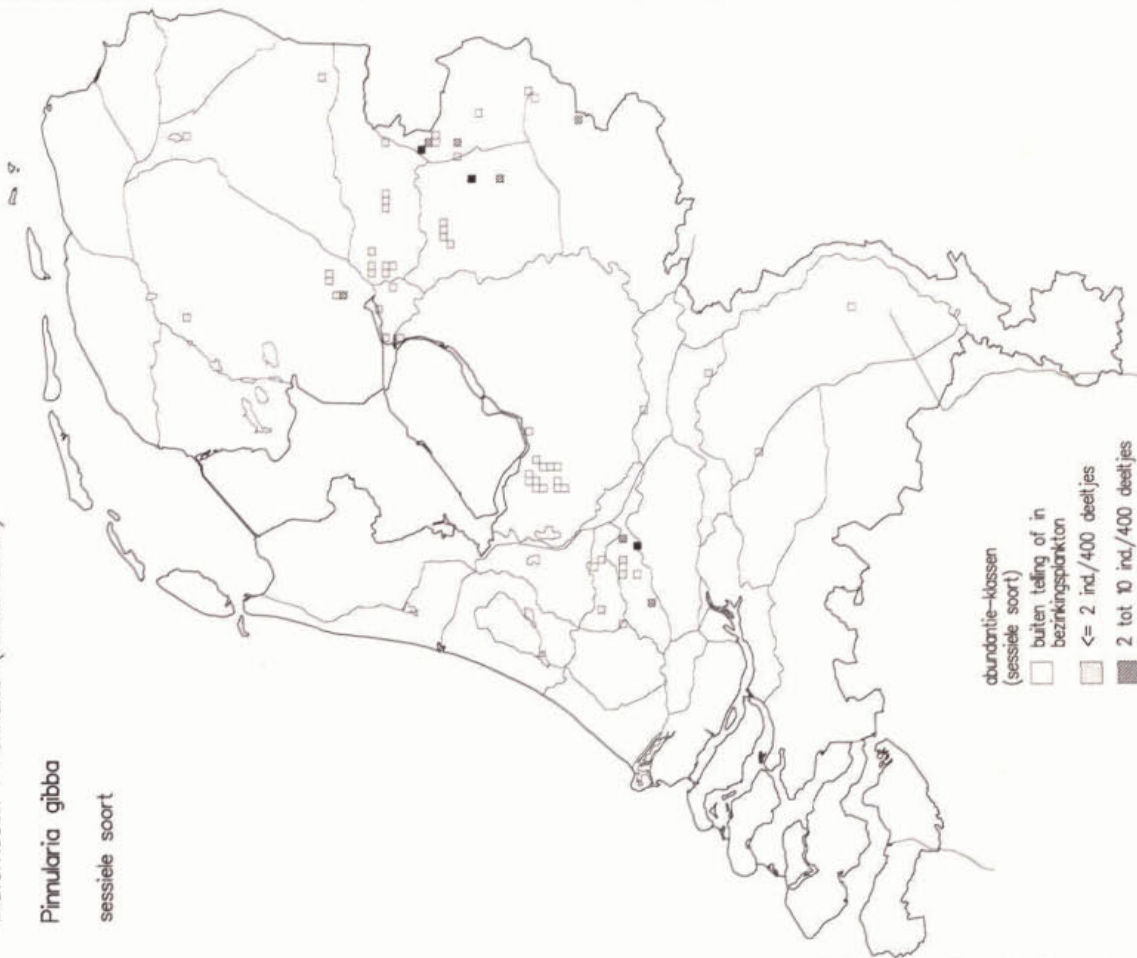 Pinnularia gibba
sessiele soort
abundantie-klassen
(sessiele soort)
buiten telling of in
bezinkingsplankton
<= 2 ind./400 deeltjes
2 tot 10 ind./400 deeltjes